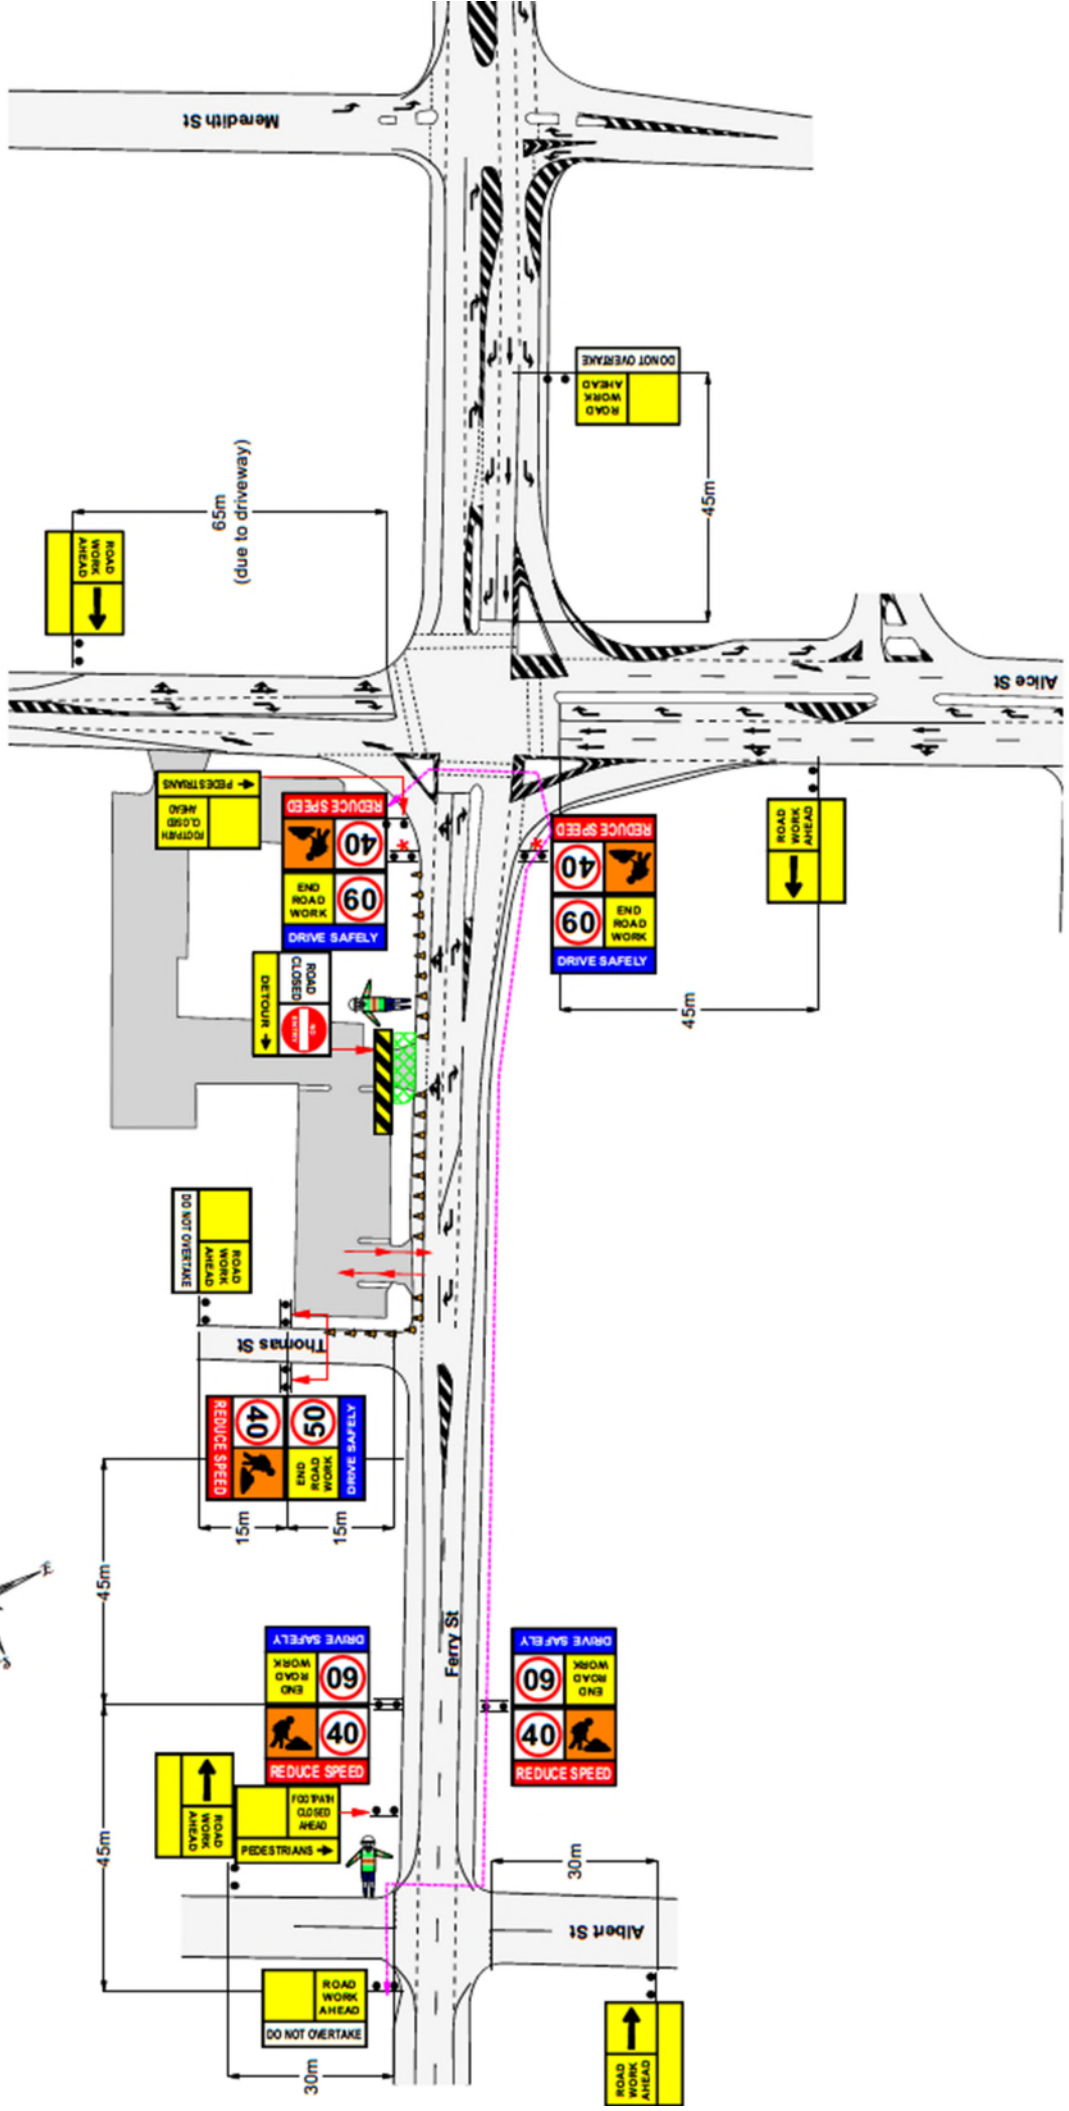 Meredith St
DO NOT OVERTAKE
ROAD
WORK
AHEAD
45m
65m
(due to driveway)
ROAD
WORK
AHEAD
Alice St
PEDESTRIANS
FOOTPATH
CLOSED
AHEAD
REDUCE SPEED
40
END
ROAD
WORK
60
DRIVE SAFELY
REDUCE SPEED
40
60
END
ROAD
WORK
DRIVE SAFELY
ROAD
WORK
AHEAD
45m
DETOUR
ROAD
CLOSED
NO
ENTRY
DO NOT OVERTAKE
ROAD
WORK
AHEAD
Thomas St
REDUCE SPEED
40
50
END
ROAD
WORK
DRIVE SAFELY
15m
15m
45m
Ferry St
DRIVE SAFELY
END
ROAD
WORK
60
40
REDUCE SPEED
DRIVE SAFELY
60
END
ROAD
WORK
40
REDUCE SPEED
ROAD
WORK
AHEAD
FOOTPATH
CLOSED
AHEAD
PEDESTRIANS
45m
30m
Albert St
ROAD
WORK
AHEAD
DO NOT OVERTAKE
30m
ROAD
WORK
AHEAD